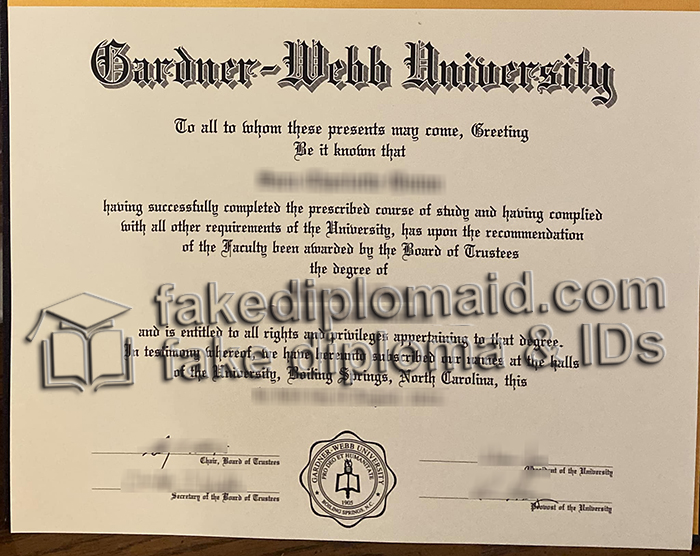 Gardner-Webb University
To all to whom these presents may come, Greeting
Be it known that
having successfully completed the prescribed course of study and having complied
with all other requirements of the University, has upon the recommendation
of the Faculty been awarded by the Board of Trustees
the degree of
fakediplomaid.com
and is entitled to all rights and privileges appertaining to that degree.
fake diploma & IDs
In testimony whereof, we have hereunto subscribed our names at the halls
of the University, Boiling Springs, North Carolina, this
Chair, Board of Trustees
President of the University
Secretary of the Board of Trustees
Provost of the University
GARDNER-WEBB UNIVERSITY
PRO DEO ET HUMANITATE
1905
BOILING SPRINGS, N.C.